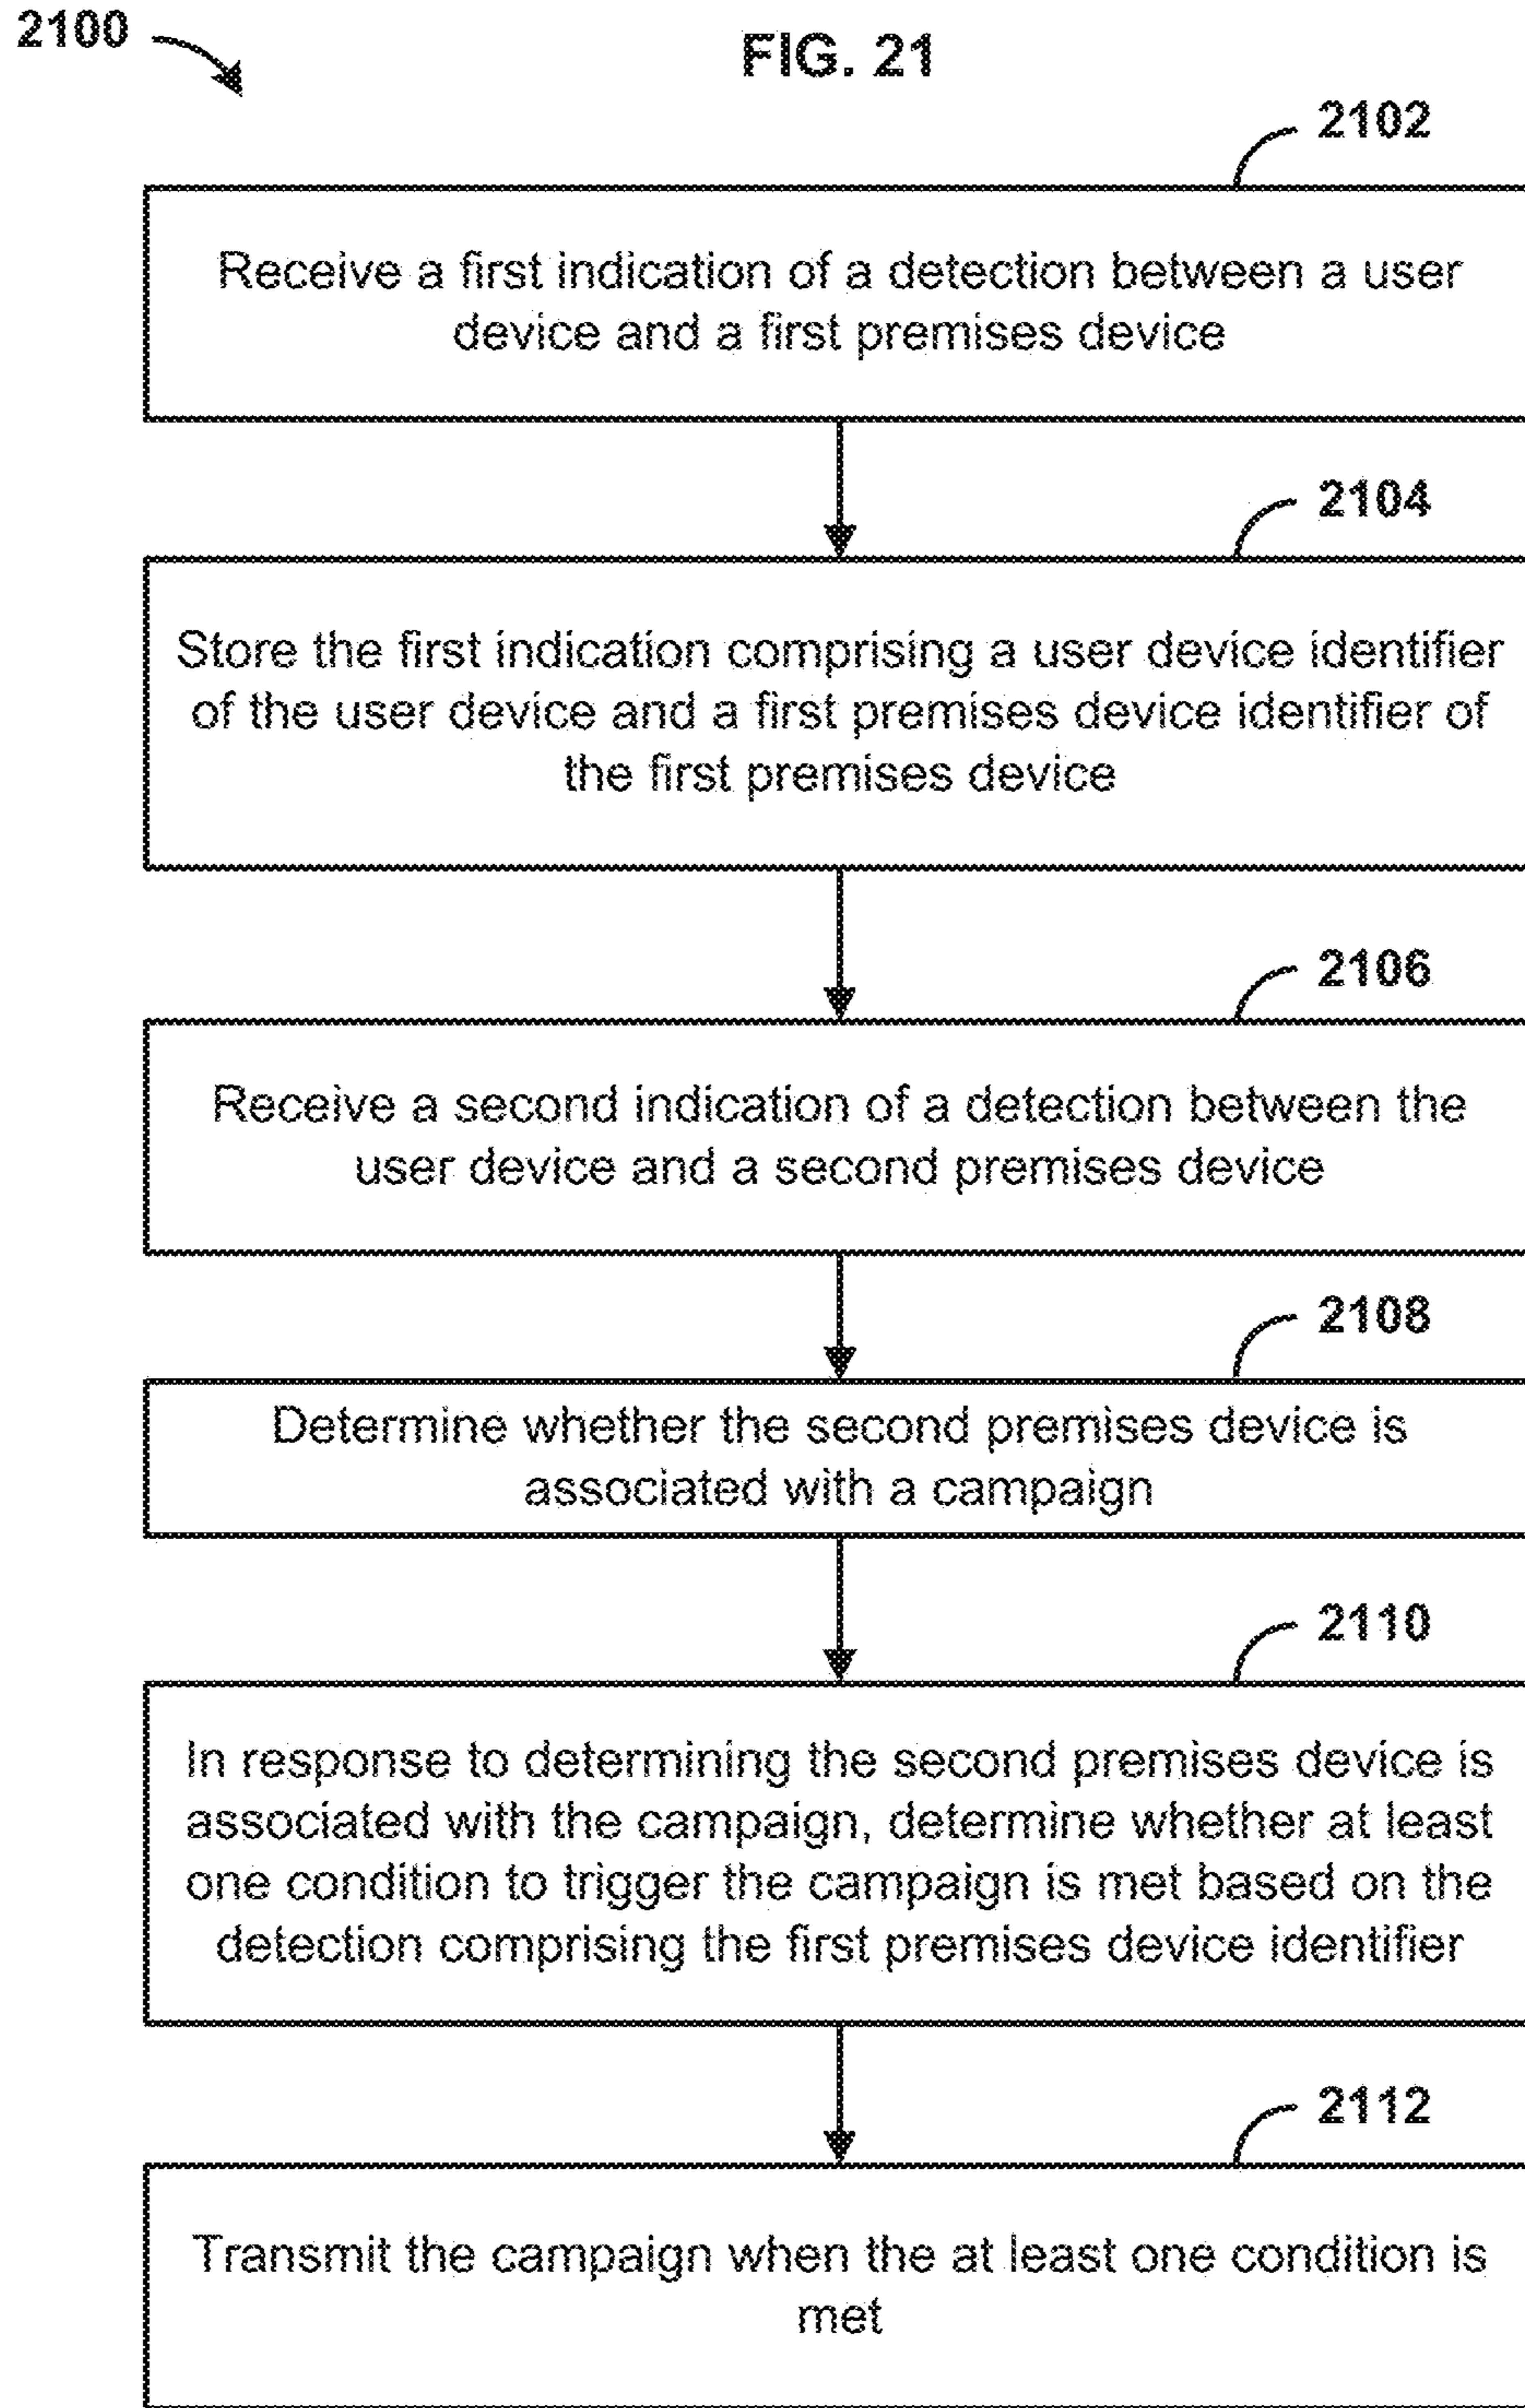 2100
FIG. 21
2102
Receive a first indication of a detection between a user
device and a first premises device
2104
Store the first indication comprising a user device identifier
of the user device and a first premises device identifier of
the first premises device
2106
Receive a second indication of a detection between the
user device and a second premises device
2108
Determine whether the second premises device is
associated with a campaign
2110
In response to determining the second premises device is
associated with the campaign, determine whether at least
one condition to trigger the campaign is met based on the
detection comprising the first premises device identifier
2112
Transmit the campaign when the at least one condition is
met